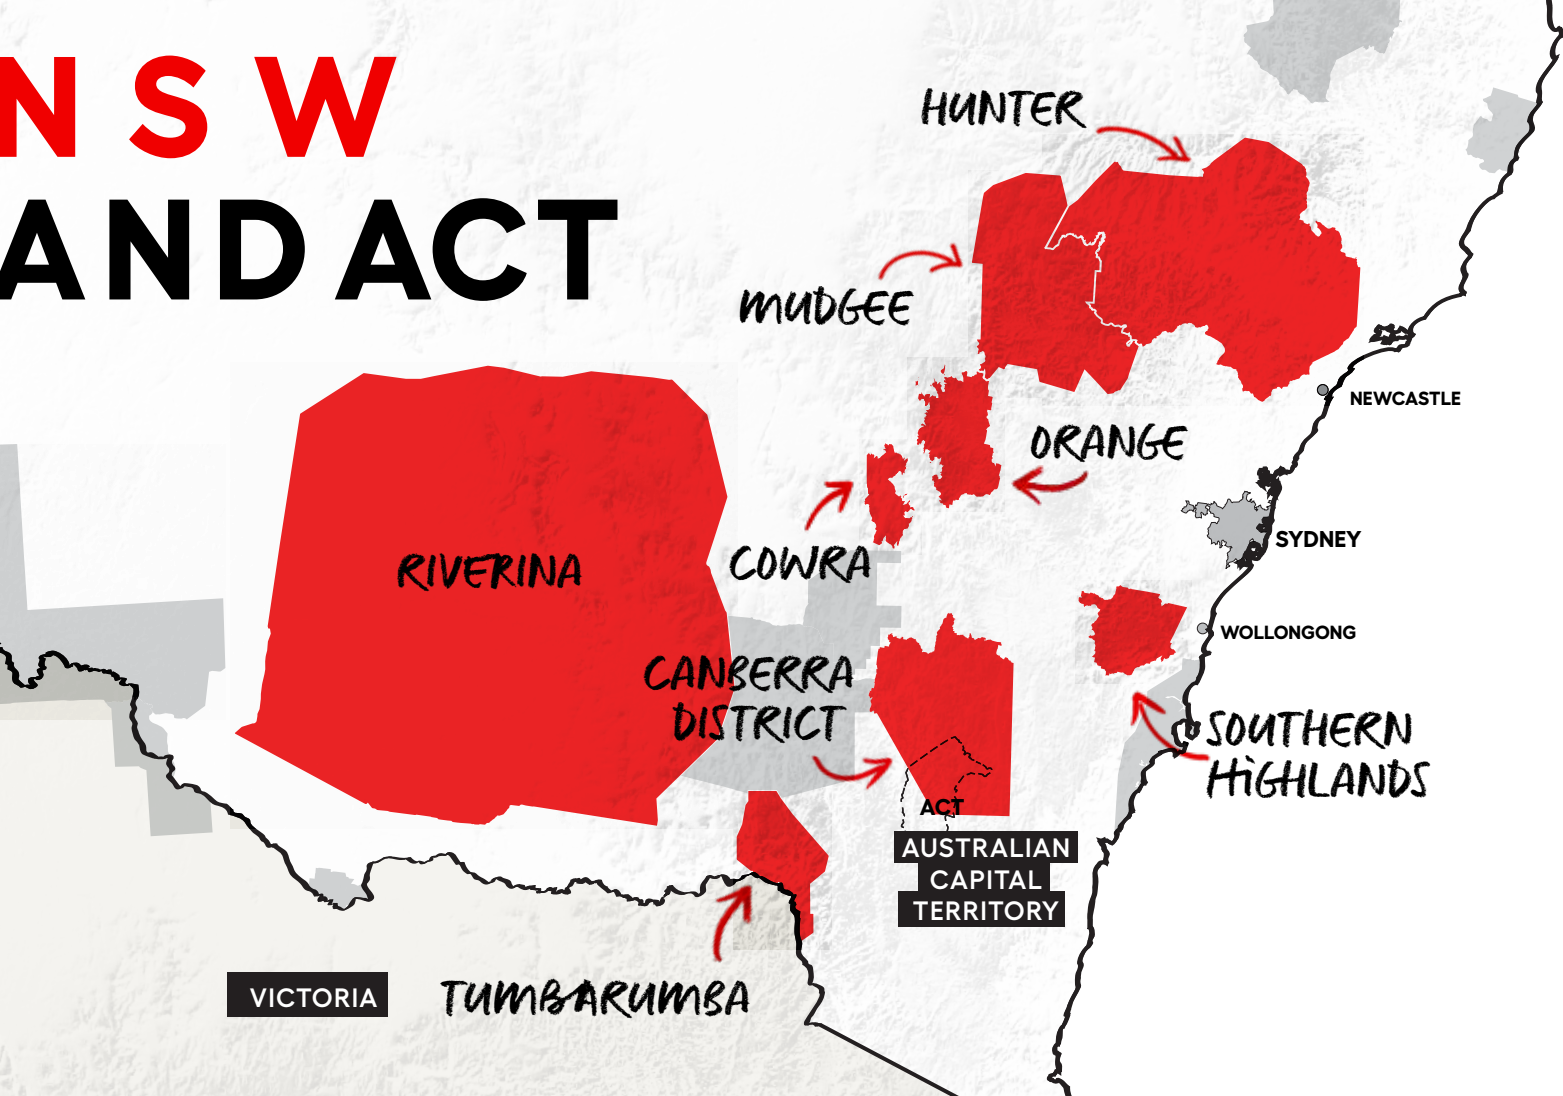 NSW
AND ACT
HUNTER
MUDGEE
NEWCASTLE
ORANGE
SYDNEY
COWRA
RIVERINA
WOLLONGONG
CANBERRA
DISTRICT
SOUTHERN
HIGHLANDS
ACT
AUSTRALIAN
CAPITAL
TERRITORY
VICTORIA
TUMBARUMBA